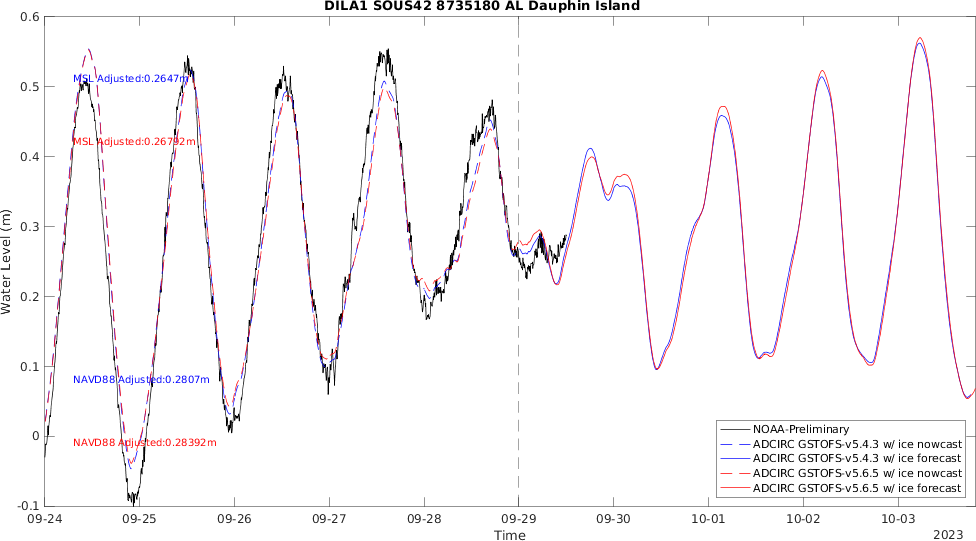 DILA1 SOUS42 8735180 AL Dauphin Island
0.6
0.5
0.4
0.3
0.2
0.1
0
-0.1
Water Level (m)
MSL Adjusted:0.2647m
MSL Adjusted:0.26792m
NAVD88 Adjusted:0.2807m
NAVD88 Adjusted:0.28392m
NOAA-Preliminary
ADCIRC GSTOFS-v5.4.3 w/ ice nowcast
ADCIRC GSTOFS-v5.4.3 w/ ice forecast
ADCIRC GSTOFS-v5.6.5 w/ ice nowcast
ADCIRC GSTOFS-v5.6.5 w/ ice forecast
09-24 09-25 09-26 09-27 09-28 09-29 09-30 10-01 10-02 10-03
Time
2023